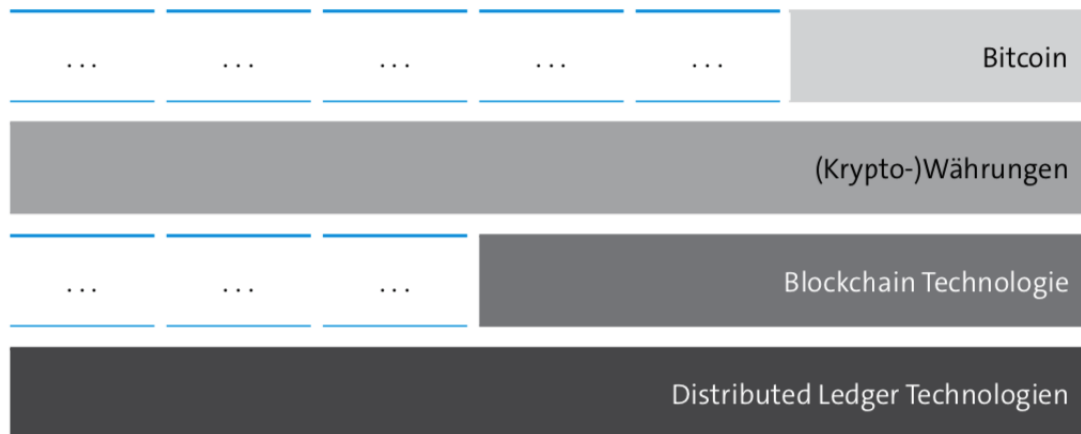 ... ... ... ... ... Bitcoin
(Krypto-)Währungen
... ... ... Blockchain Technologie
Distributed Ledger Technologien